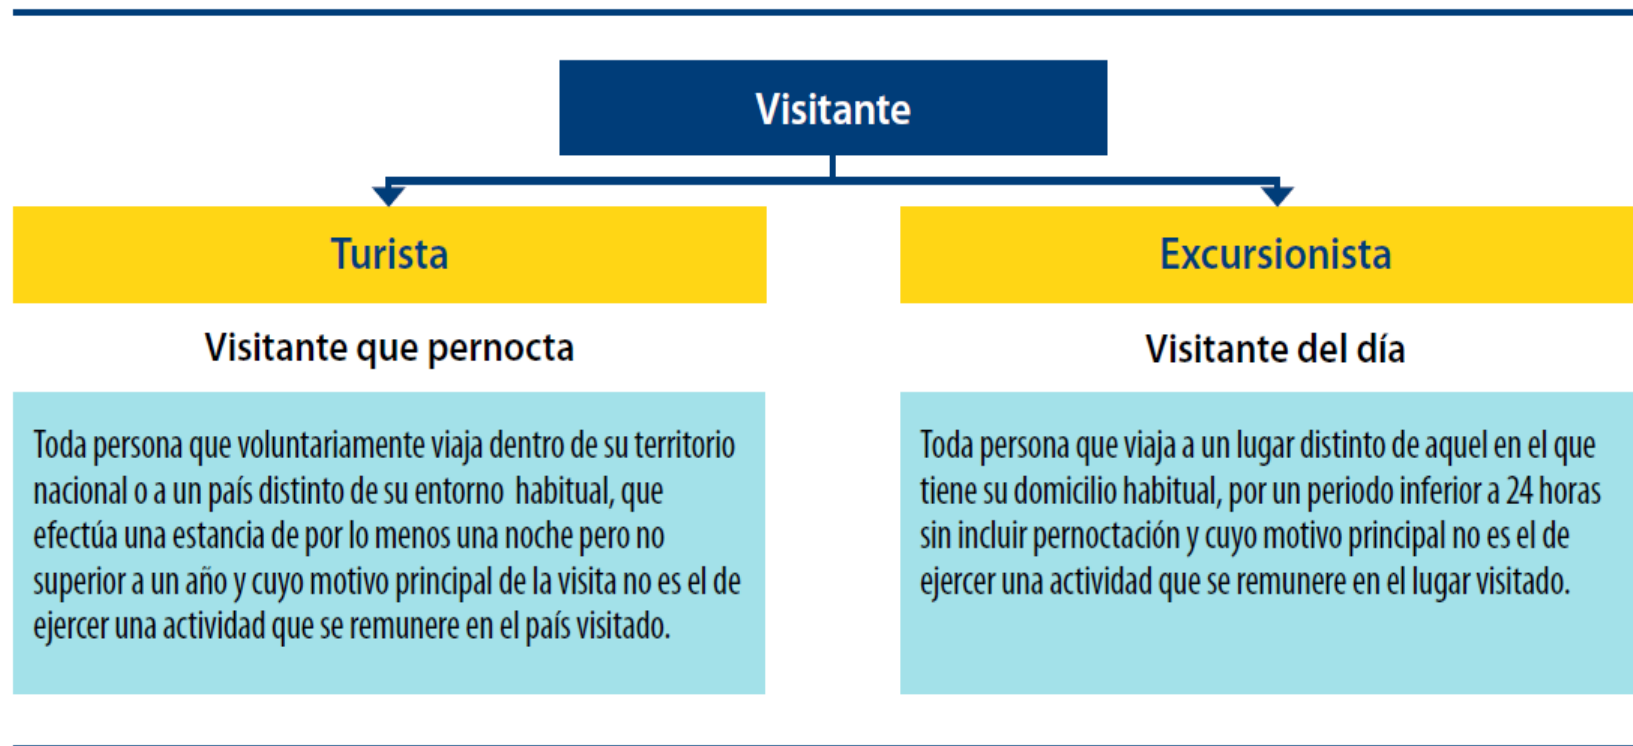 Visitante
Turista
Visitante que pernocta
Toda persona que voluntariamente viaja dentro de su territorio
nacional o a un país distinto de su entorno habitual, que
efectúa una estancia de por lo menos una noche pero no
superior a un año y cuyo motivo principal de la visita no es el de
ejercer una actividad que se remunere en el país visitado.
Excursionista
Visitante del día
Toda persona que viaja a un lugar distinto de aquel en el que
tiene su domicilio habitual, por un periodo inferior a 24 horas
sin incluir pernoctación y cuyo motivo principal no es el de
ejercer una actividad que se remunere en el lugar visitado.